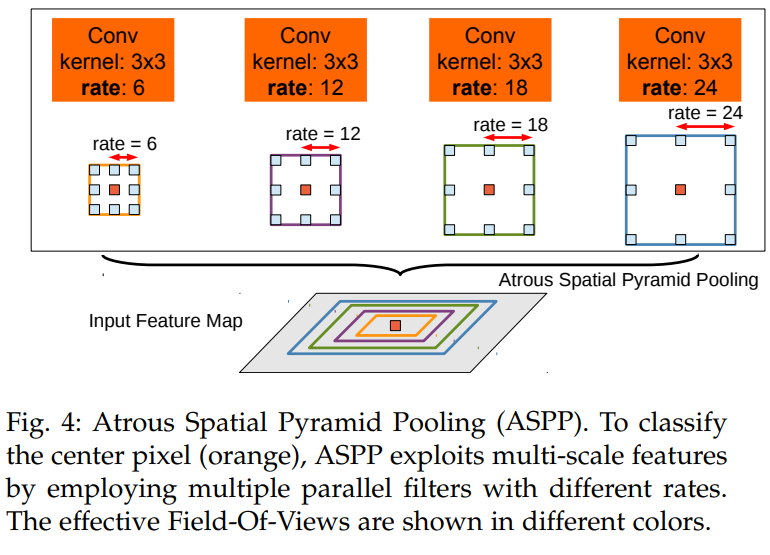 Conv
kernel: 3x3
rate: 6
Conv
kernel: 3x3
rate: 12
Conv
kernel: 3x3
rate: 18
Conv
kernel: 3x3
rate: 24
rate = 6
rate = 12
rate = 18
rate = 24
Atrous Spatial Pyramid Pooling
Input Feature Map
Fig. 4: Atrous Spatial Pyramid Pooling (ASPP). To classify
the center pixel (orange), ASPP exploits multi-scale features
by employing multiple parallel filters with different rates.
The effective Field-Of-Views are shown in different colors.